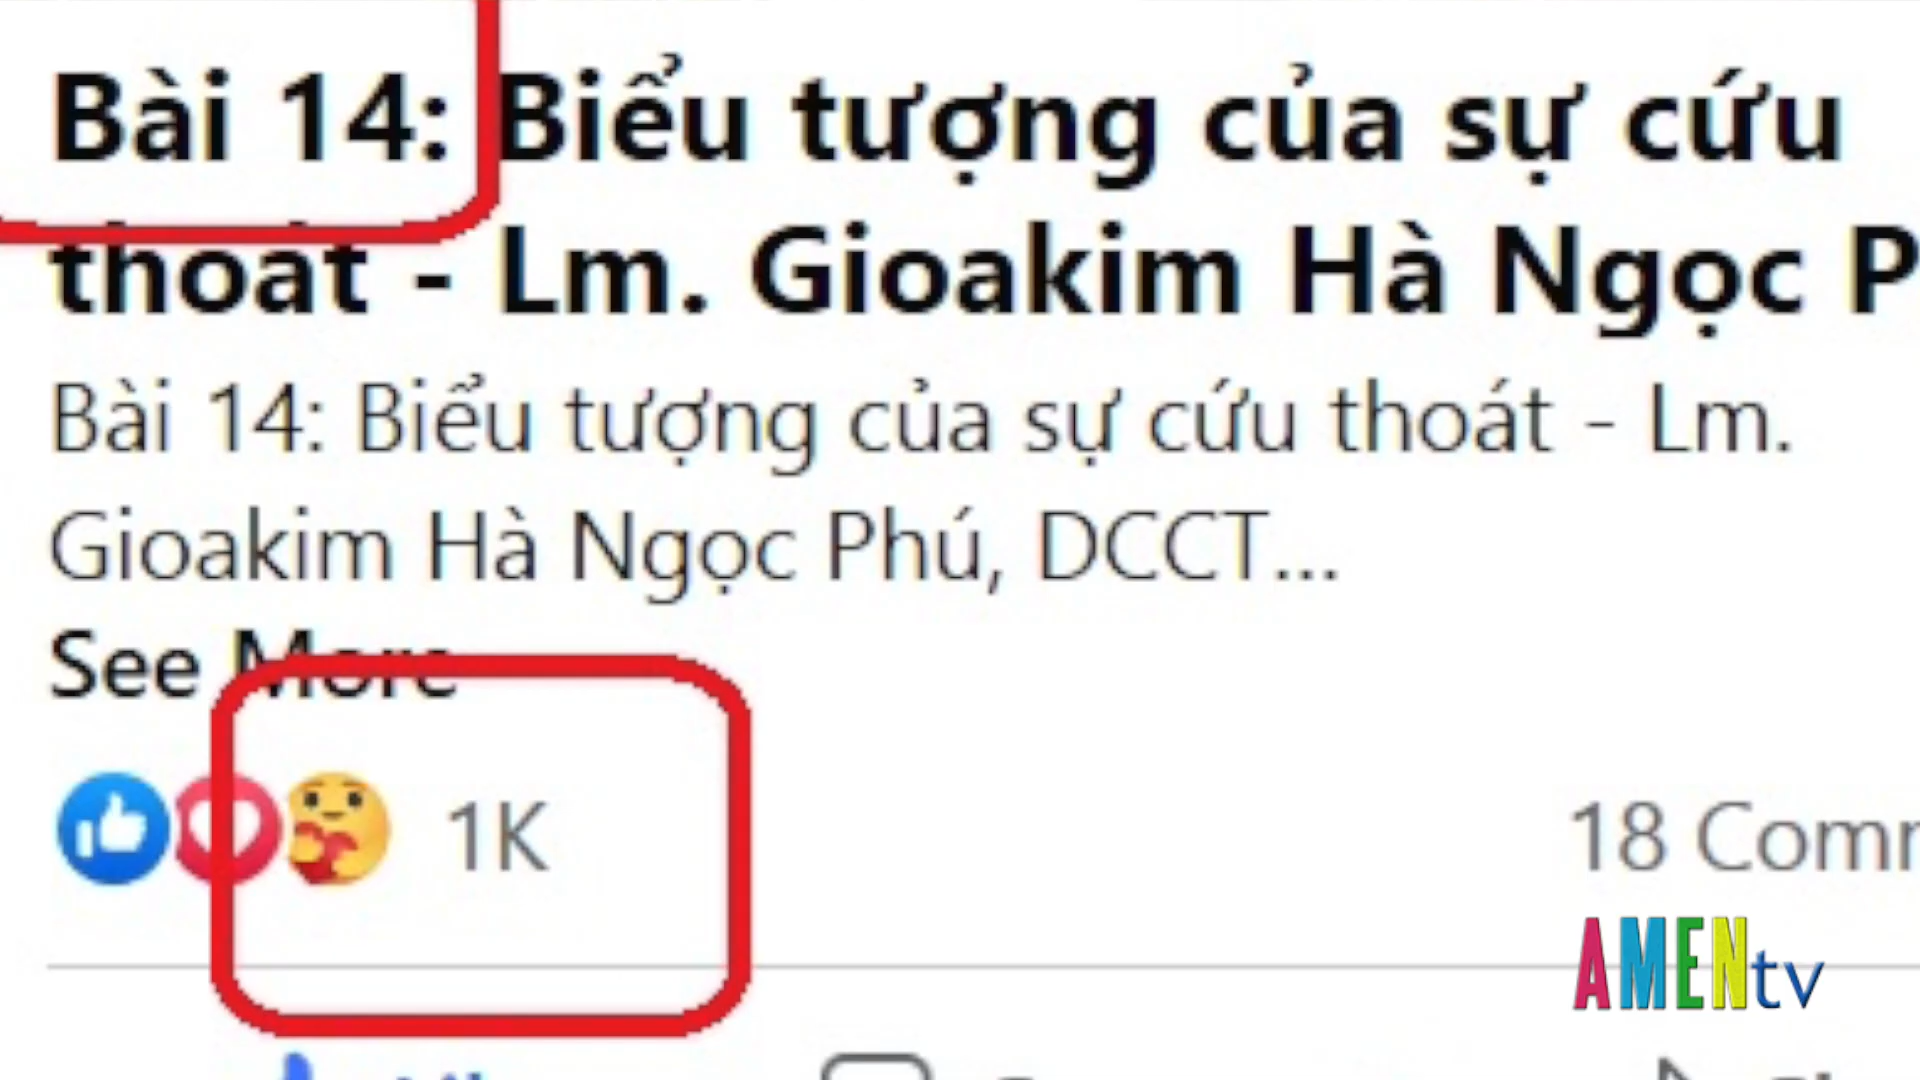 Bài 14: Biểu tượng của sự cứu
thoát - Lm. Gioakim Hà Ngọc P
Bài 14: Biểu tượng của sự cứu thoát - Lm.
Gioakim Hà Ngọc Phú, DCCT...
See More
1K
18 Comm
AMENtv